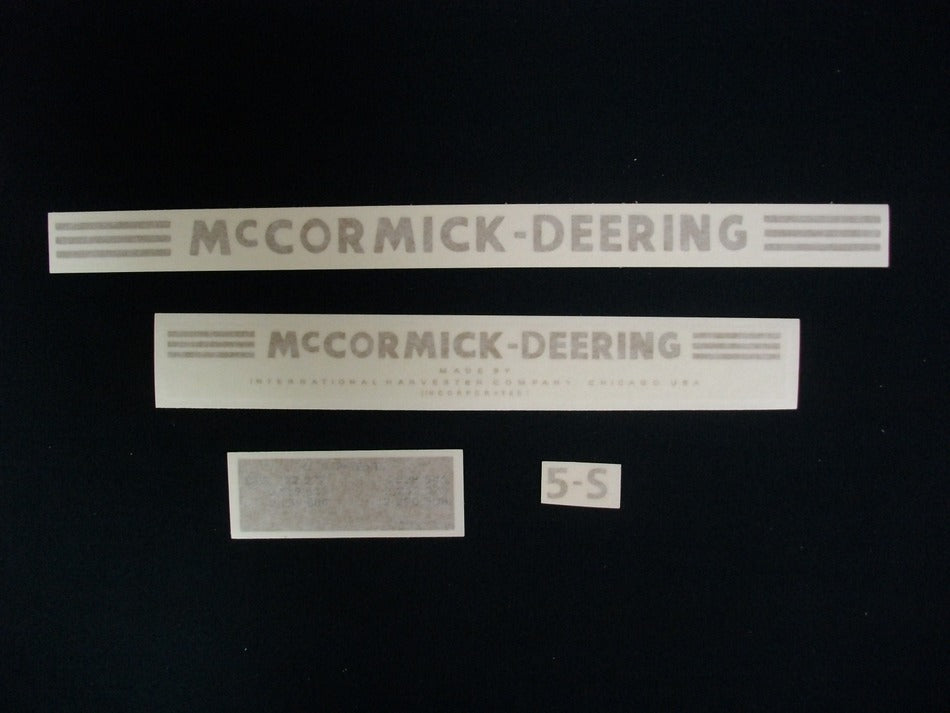 McCORMICK-DEERING
McCORMICK-DEERING
MADE BY
INTERNATIONAL HARVESTER COMPANY, CHICAGO USA
(INCORPORATED)
5-S